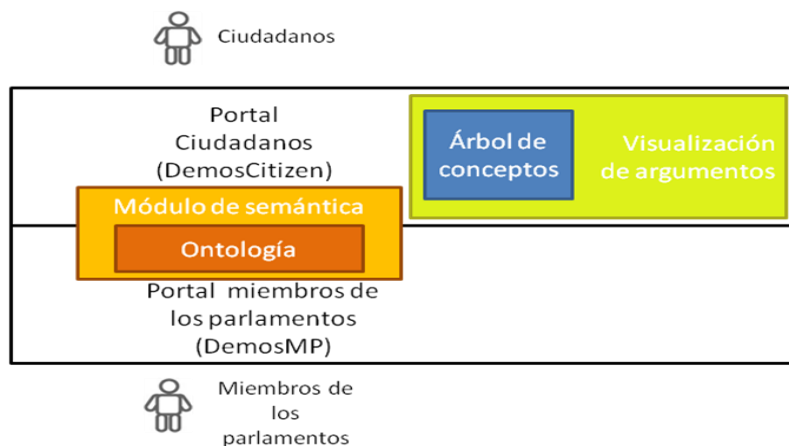 Ciudadanos
Portal
Ciudadanos
(DemosCitizen)
Árbol de
conceptos
Visualización
de argumentos
Módulo de semántica
Ontología
Portal miembros de
los parlamentos
(DemosMP)
Miembros de
los
parlamentos